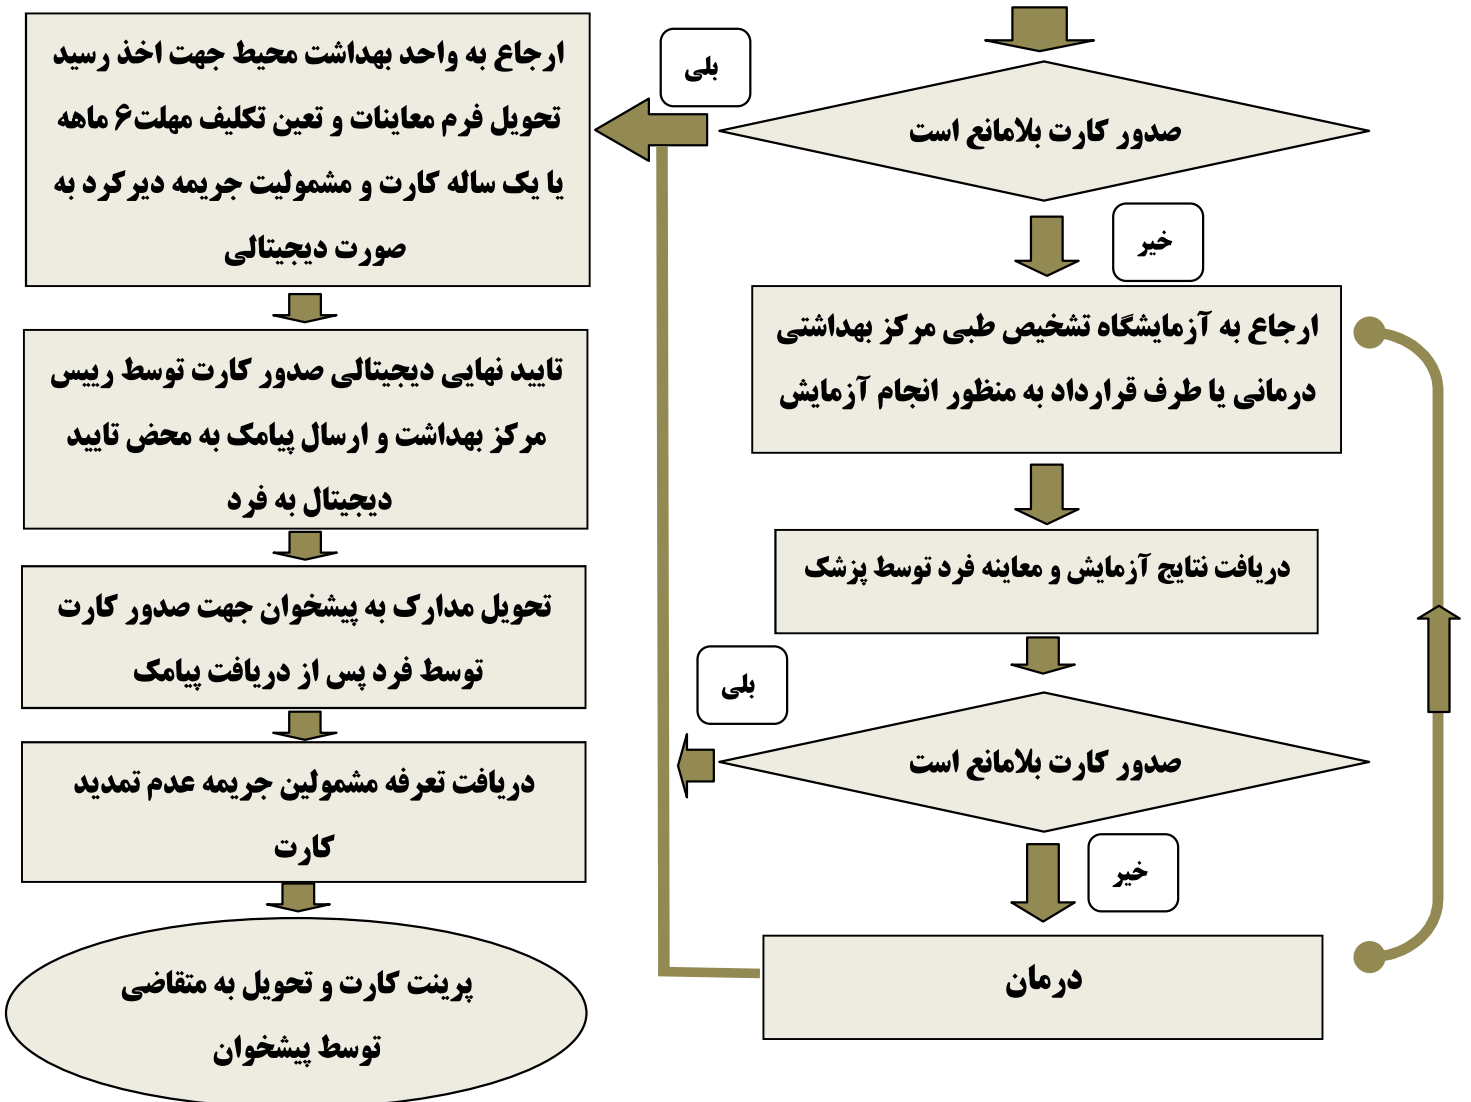 صدور کارت بلامانع است
بلی
خیر
ارجاع به آزمایشگاه تشخیص طبی مرکز بهداشتی
درمانی یا طرف قرارداد به منظور انجام آزمایش
دریافت نتایج آزمایش و معاینه فرد توسط پزشک
صدور کارت بلامانع است
بلی
خیر
درمان
ارجاع به واحد بهداشت محیط جهت اخذ رسید
تحویل فرم معاینات و تعین تکلیف مهلت۶ ماهه
یا یک ساله کارت و مشمولیت جریمه دیرکرد به
صورت دیجیتالی
تایید نهایی دیجیتالی صدور کارت توسط رییس
مرکز بهداشت و ارسال پیامک به محض تایید
دیجیتال به فرد
تحویل مدارک به پیشخوان جهت صدور کارت
توسط فرد پس از دریافت پیامک
دریافت تعرفه مشمولین جریمه عدم تمدید
کارت
پرینت کارت و تحویل به متقاضی
توسط پیشخوان